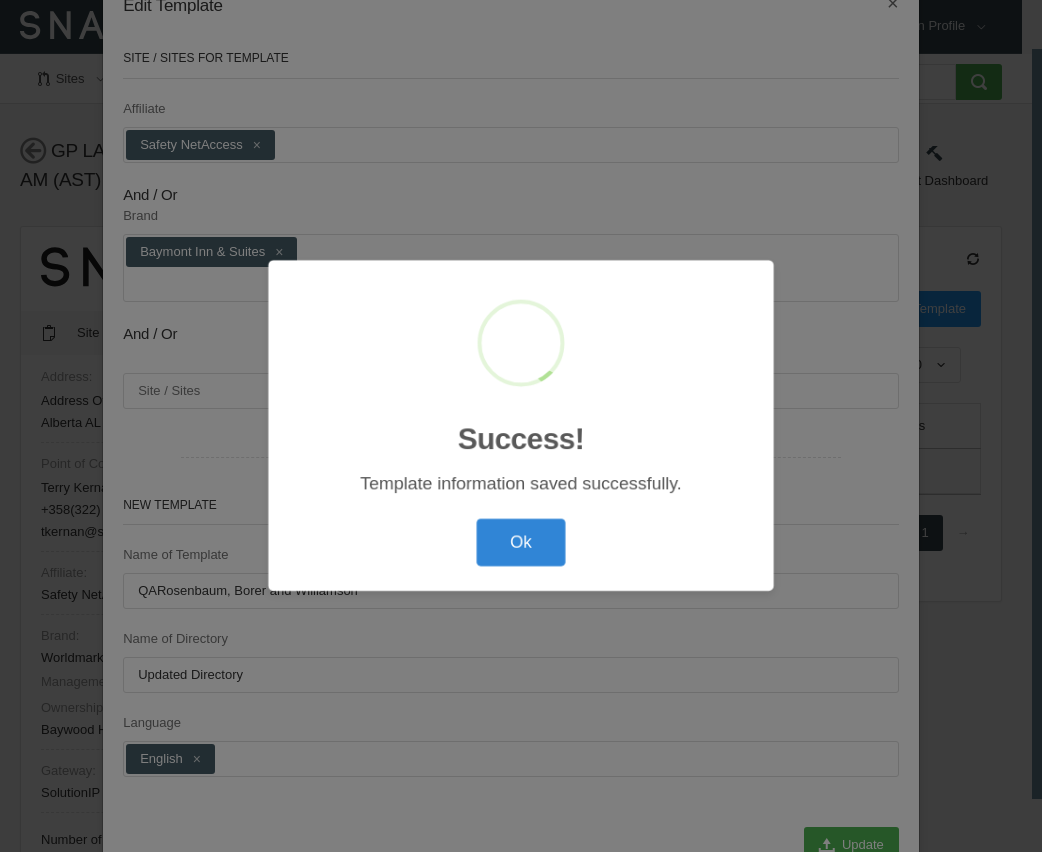 Edit Template
×
SNA
Profile
SITE / SITES FOR TEMPLATE
Sites
Affiliate
Safety NetAccess ×
GP LA
AM (AST)
Dashboard
And / Or
Brand
Baymont Inn & Suites ×
SNA
Template
And / Or
Site
Site / Sites
Address:
Address O
Alberta AL
Success!
Point of Co
Template information saved successfully.
Terry Kerna
NEW TEMPLATE
+358(322)
tkernan@s
1
→
Ok
Name of Template
Affiliate:
QARosenbaum, Borer and Williamson
Safety Net
Brand:
Name of Directory
Worldmark
Updated Directory
Manageme
Ownership
Language
Baywood H
English ×
Gateway:
SolutionIP
Number of
Update